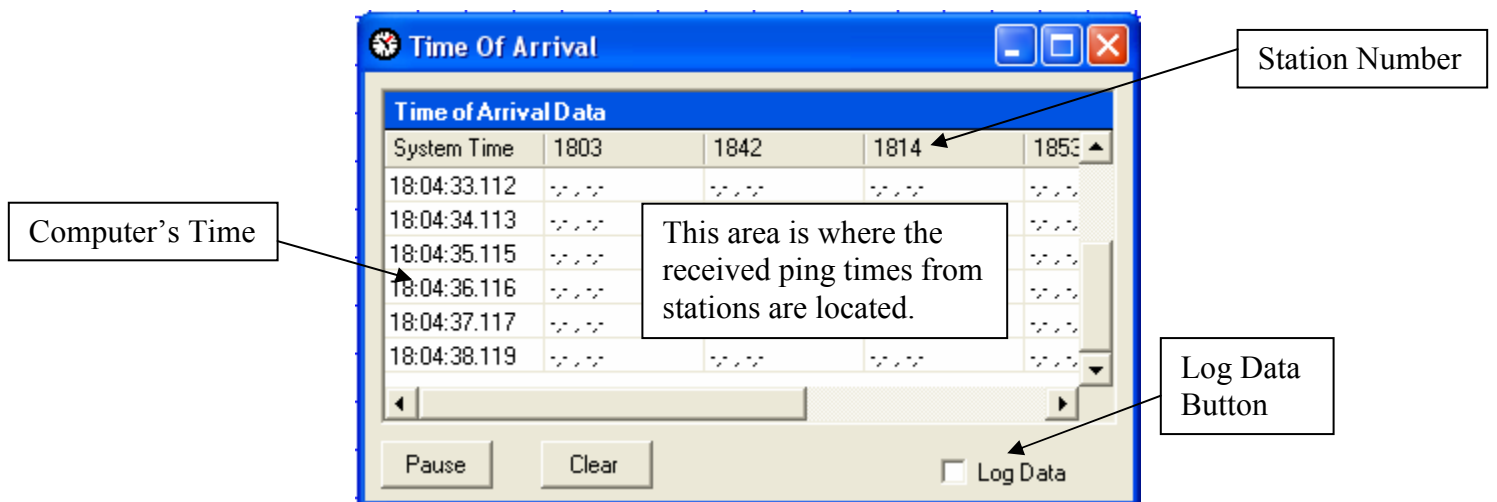 Time Of Arrival
Station Number
Time of Arrival Data
System Time 1803 1842 1814
18:04:33.112 -,- , -,- -,- , -,- -,- , -,- -,- , -,
18:04:34.113 -,- , -,- -,- , -,
Computer's Time
This area is where the
received ping times from
stations are located.
18:04:35.115 -,- , -,- -,- , -,
18:04:36.116 -,- , -,- -,- , -,
18:04:37.117 -,- , -,- -,- , -,
18:04:38.119 -,- , -,- -,- , -,- -,- , -,- -,- , -,
Log Data
Button
Pause Clear Log Data